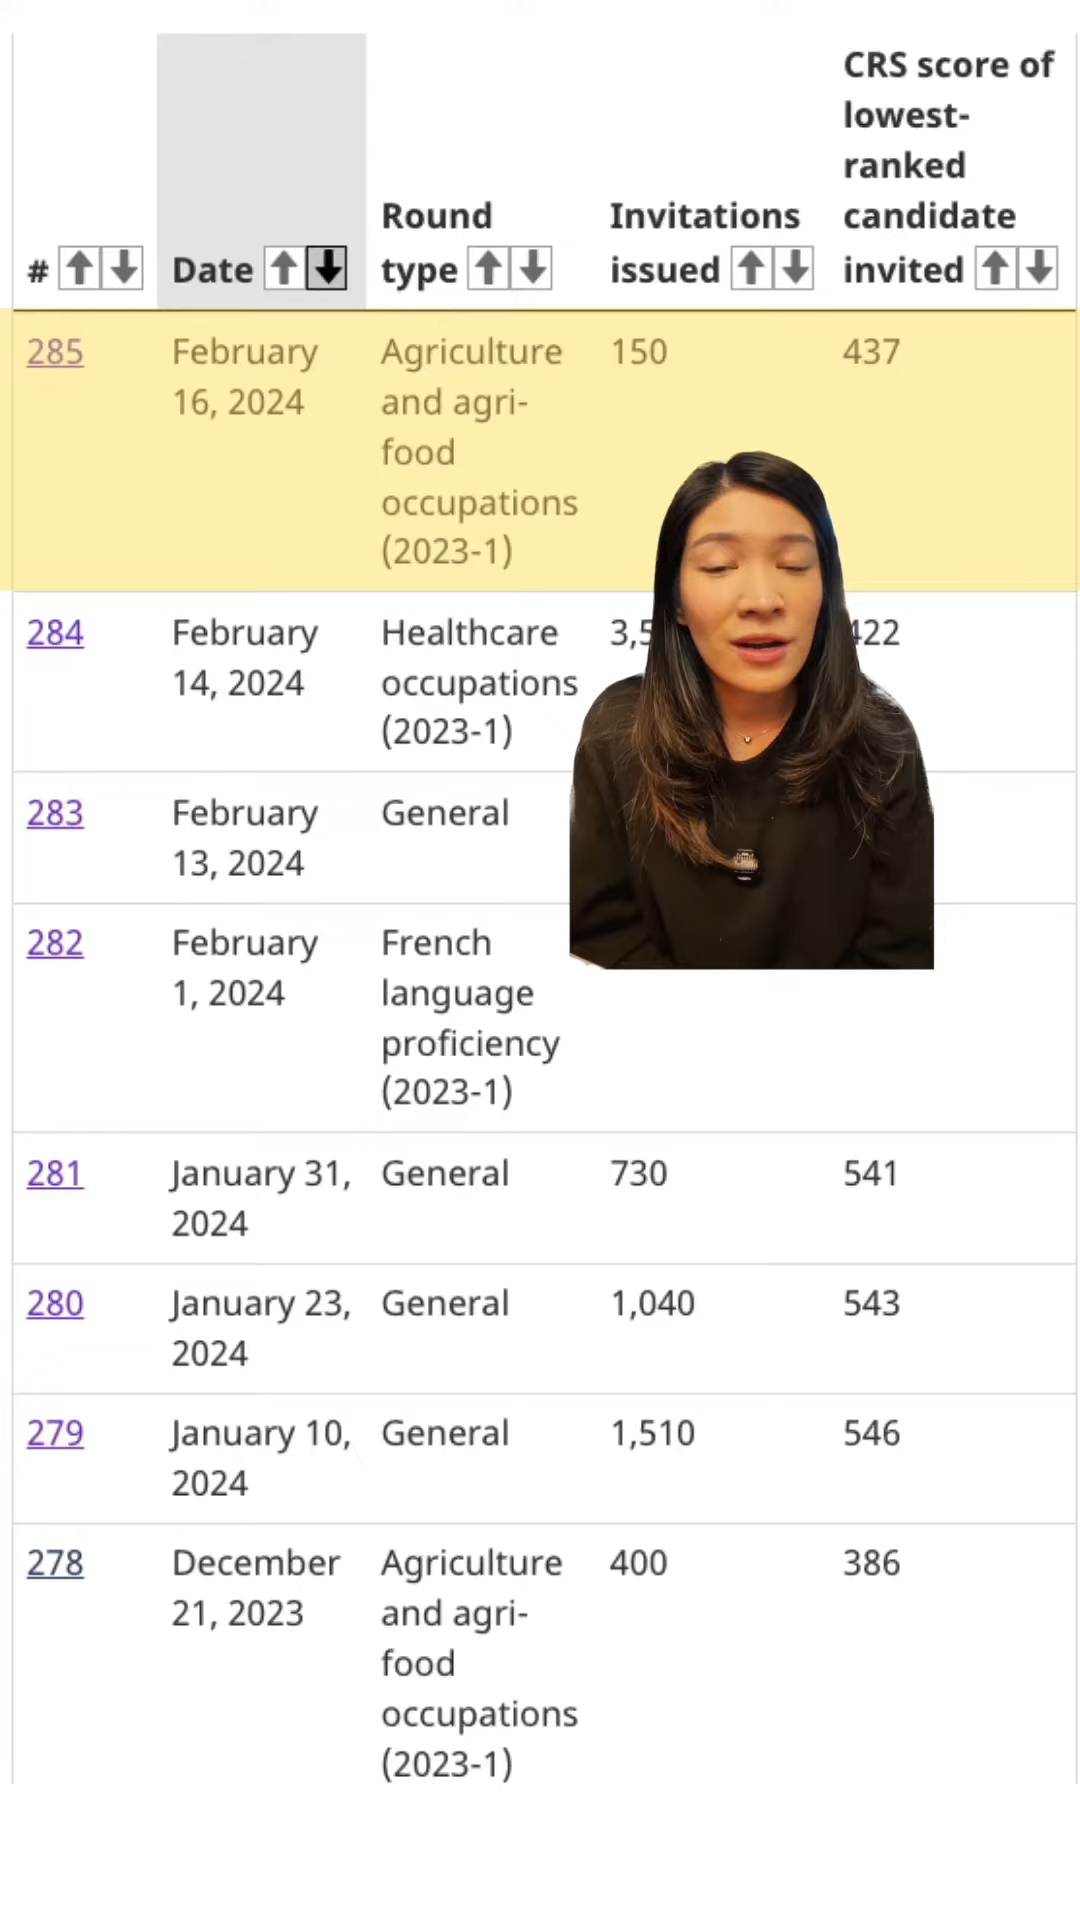 CRS score of
lowest-
ranked
Round Invitations candidate
# Date type issued invited
285 February Agriculture 150 437
16, 2024 and agri-
food
occupations
(2023-1)
284 February Healthcare
14, 2024 occupations
(2023-1)
283 February General
13, 2024
282 February French
1, 2024 language
proficiency
(2023-1)
281 January 31, General 730 541
2024
280 January 23, General 1,040 543
2024
279 January 10, General 1,510 546
2024
278 December Agriculture 400 386
21, 2023 and agri-
food
occupations
(2023-1)